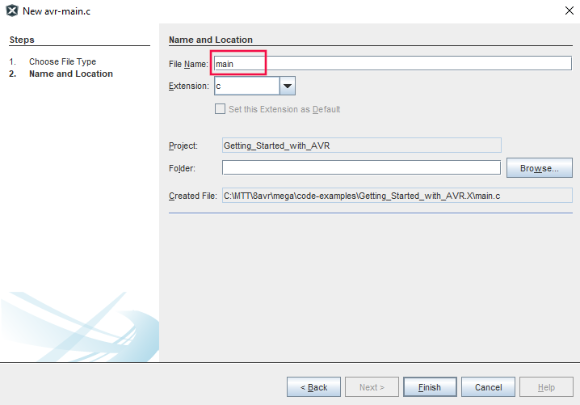 New avr-main.c
Steps
1. Choose File Type
2. Name and Location
Name and Location
File Name: main
Extension: c
Set this Extension as Default
Project: Getting_Started_with_AVR
Folder: Browse...
Created File: C:\MTT\8avr\mega\code-examples\Getting_Started_with_AVR.X\main.c
< Back Next > Finish Cancel Help